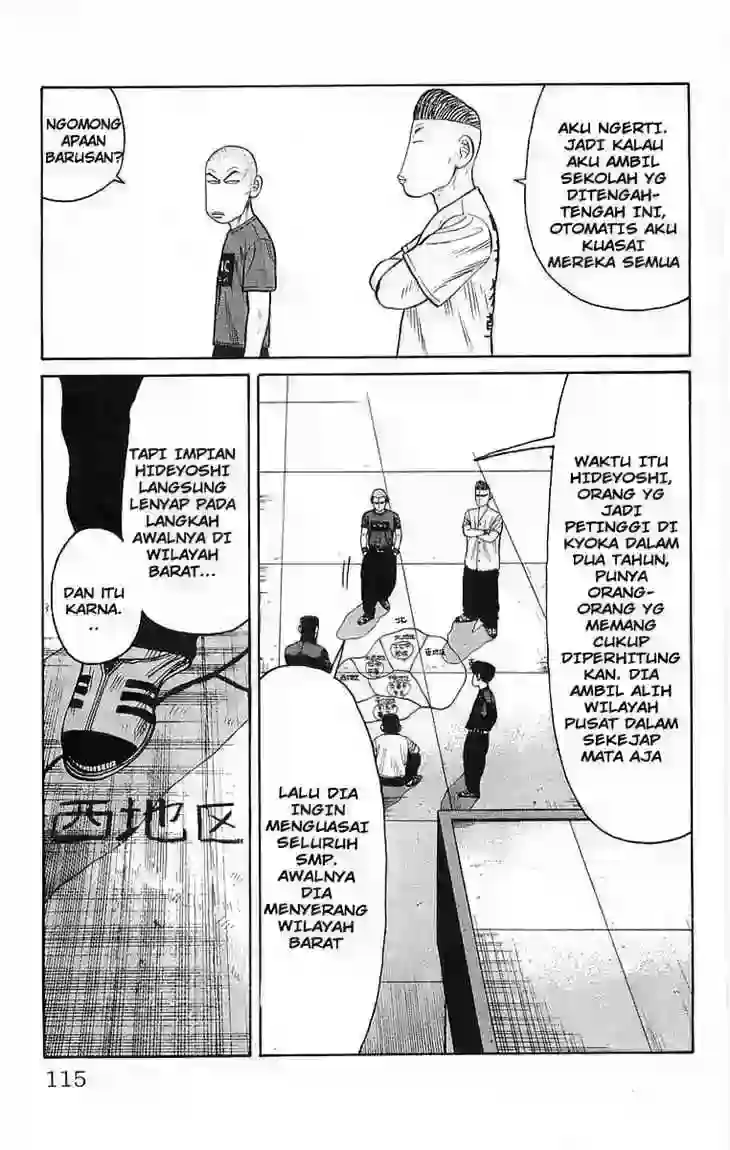 AKU NGERTI.
JADI KALAU
AKU AMBIL
SEKOLAH YG
DITENGAH-
TENGAH INI,
OTOMATIS AKU
KUASAI
MEREKA SEMUA
NGOMONG
APAAN
BARUSAN?
WAKTU ITU
HIDEYOSHI,
ORANG YG
JADI
PETINGGI DI
KYOKA DALAM
DUA TAHUN,
PUNYA
ORANG-
ORANG YG
MEMANG
CUKUP
DIPERHITUNG
KAN. DIA
AMBIL ALIH
WILAYAH
PUSAT DALAM
SEKEJAP
MATA AJA
LALU DIA
INGIN
MENGUASAI
SELURUH
SMP.
AWALNYA
DIA
MENYERANG
WILAYAH
BARAT
TAPI IMPIAN
HIDEYOSHI
LANGSUNG
LENYAP PADA
LANGKAH
AWALNYA DI
WILAYAH
BARAT...
DAN ITU
KARNA.
. .
西地区
115